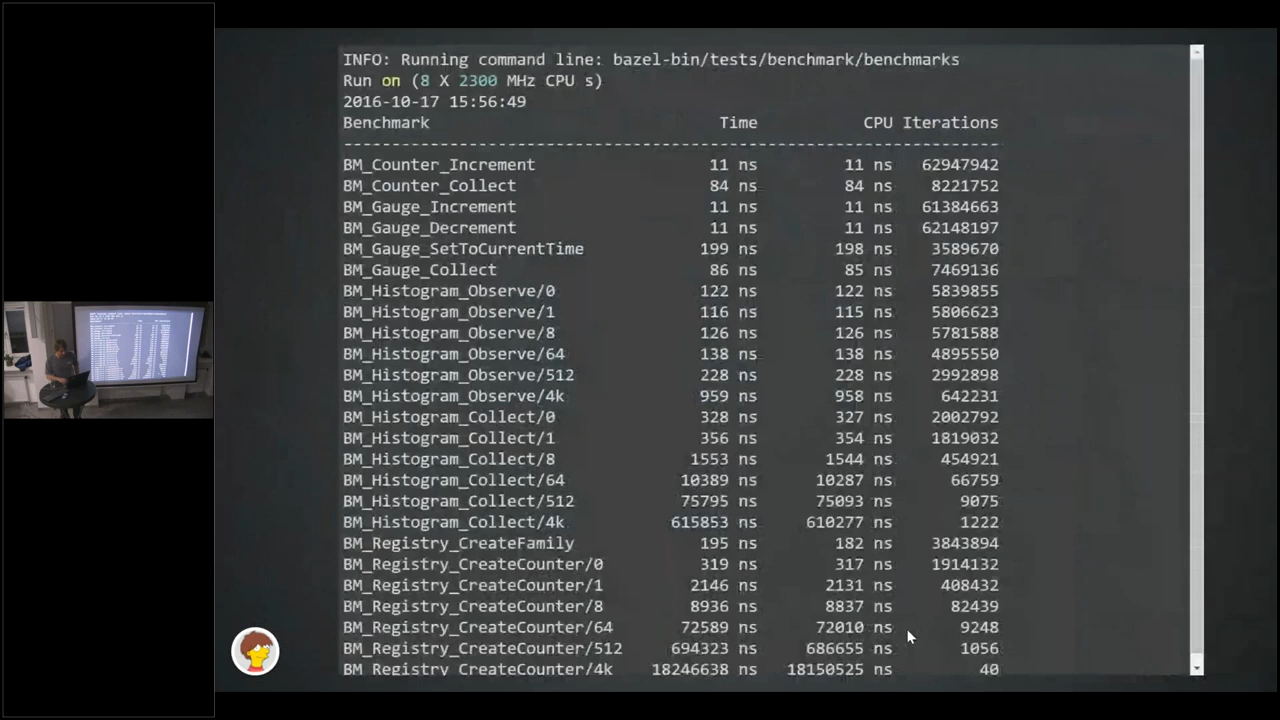 INFO: Running command line: bazel-bin/tests/benchmark/benchmarks
Run on (8 X 2300 MHz CPU s)
2016-10-17 15:56:49
Benchmark Time CPU Iterations
---------------------------------------------------------------------
BM_Counter_Increment 11 ns 11 ns 62947942
BM_Counter_Collect 84 ns 84 ns 8221752
BM_Gauge_Increment 11 ns 11 ns 61384663
BM_Gauge_Decrement 11 ns 11 ns 62148197
BM_Gauge_SetToCurrentTime 199 ns 198 ns 3589670
BM_Gauge_Collect 86 ns 85 ns 7469136
BM_Histogram_Observe/0 122 ns 122 ns 5839855
BM_Histogram_Observe/1 116 ns 115 ns 5806623
BM_Histogram_Observe/8 126 ns 126 ns 5781588
BM_Histogram_Observe/64 138 ns 138 ns 4895550
BM_Histogram_Observe/512 228 ns 228 ns 2992898
BM_Histogram_Observe/4k 959 ns 958 ns 642231
BM_Histogram_Collect/0 328 ns 327 ns 2002792
BM_Histogram_Collect/1 356 ns 354 ns 1819032
BM_Histogram_Collect/8 1553 ns 1544 ns 454921
BM_Histogram_Collect/64 10389 ns 10287 ns 66759
BM_Histogram_Collect/512 75795 ns 75093 ns 9075
BM_Histogram_Collect/4k 615853 ns 610277 ns 1222
BM_Registry_CreateFamily 195 ns 182 ns 3843894
BM_Registry_CreateCounter/0 319 ns 317 ns 1914132
BM_Registry_CreateCounter/1 2146 ns 2131 ns 408432
BM_Registry_CreateCounter/8 8936 ns 8837 ns 82439
BM_Registry_CreateCounter/64 72589 ns 72010 ns 9248
BM_Registry_CreateCounter/512 694323 ns 686655 ns 1056
BM_Registry_CreateCounter/4k 18246638 ns 18150525 ns 40